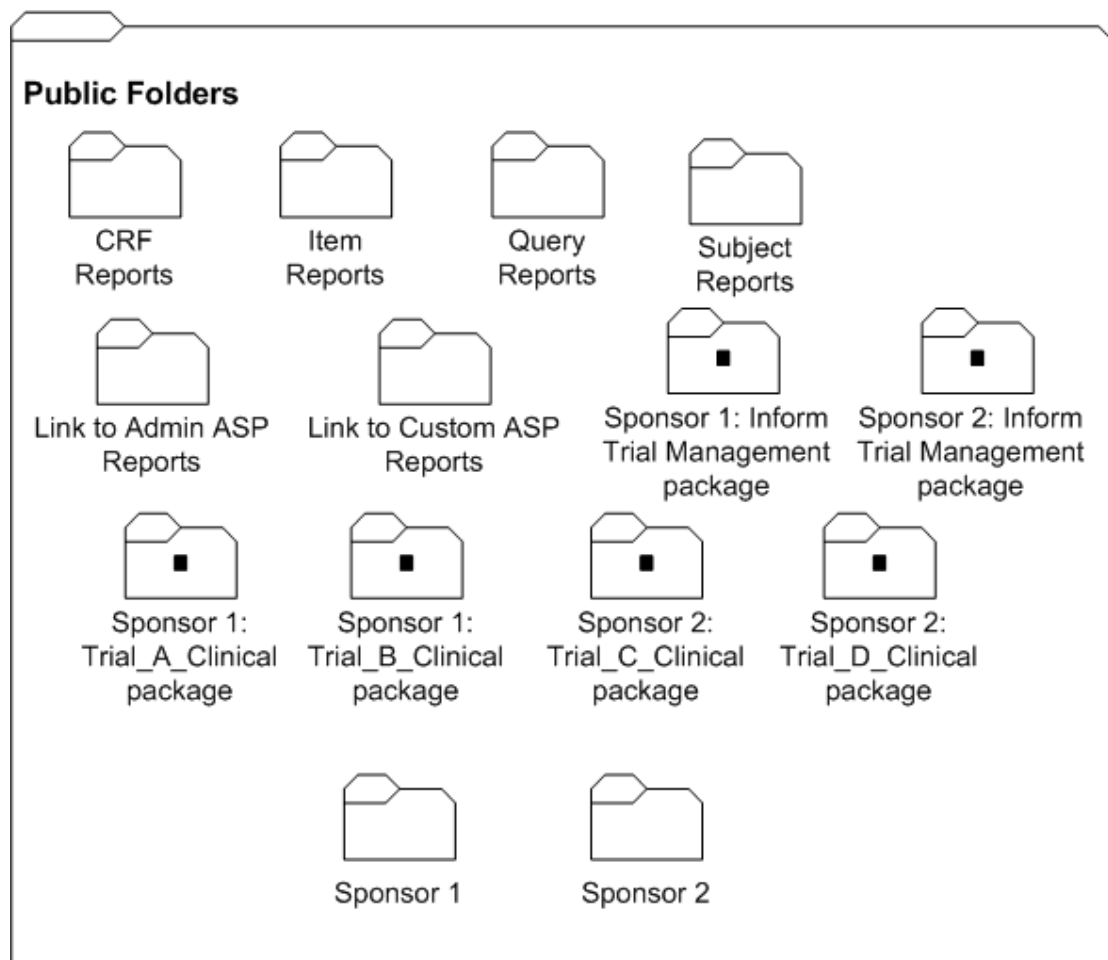 Public Folders
CRF
Reports
Item
Reports
Query
Reports
Subject
Reports
Link to Admin ASP
Reports
Link to Custom ASP
Reports
Sponsor 1: Inform
Trial Management
package
Sponsor 2: Inform
Trial Management
package
Sponsor 1:
Trial_A_Clinical
package
Sponsor 1:
Trial_B_Clinical
package
Sponsor 2:
Trial_C_Clinical
package
Sponsor 2:
Trial_D_Clinical
package
Sponsor 1
Sponsor 2